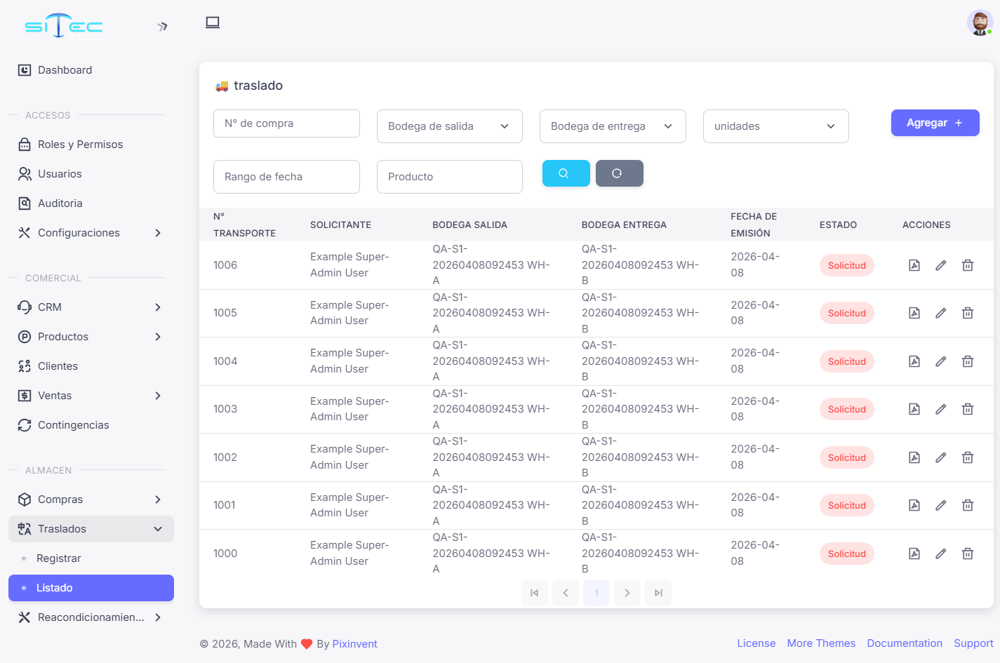 SITEC
Dashboard
ACCESOS
Roles y Permisos
Usuarios
Auditoria
Configuraciones
COMERCIAL
CRM
Productos
Clientes
Ventas
Contingencias
ALMACEN
Compras
Traslados
Registrar
Listado
Reacondicionamien...
traslado
N° de compra
Bodega de salida
Bodega de entrega
unidades
Agregar +
Rango de fecha
Producto
N°
TRANSPORTE
SOLICITANTE
BODEGA SALIDA
BODEGA ENTREGA
FECHA DE
EMISIÓN
ESTADO
ACCIONES
1006
Example Super-
Admin User
QA-S1-
20260408092453 WH-
A
QA-S1-
20260408092453 WH-
B
2026-04-
08
Solicitud
1005
Example Super-
Admin User
QA-S1-
20260408092453 WH-
A
QA-S1-
20260408092453 WH-
B
2026-04-
08
Solicitud
1004
Example Super-
Admin User
QA-S1-
20260408092453 WH-
A
QA-S1-
20260408092453 WH-
B
2026-04-
08
Solicitud
1003
Example Super-
Admin User
QA-S1-
20260408092453 WH-
A
QA-S1-
20260408092453 WH-
B
2026-04-
08
Solicitud
1002
Example Super-
Admin User
QA-S1-
20260408092453 WH-
A
QA-S1-
20260408092453 WH-
B
2026-04-
08
Solicitud
1001
Example Super-
Admin User
QA-S1-
20260408092453 WH-
A
QA-S1-
20260408092453 WH-
B
2026-04-
08
Solicitud
1000
Example Super-
Admin User
QA-S1-
20260408092453 WH-
A
QA-S1-
20260408092453 WH-
B
2026-04-
08
Solicitud
1
© 2026, Made With ❤️ By Pixinvent
License
More Themes
Documentation
Support